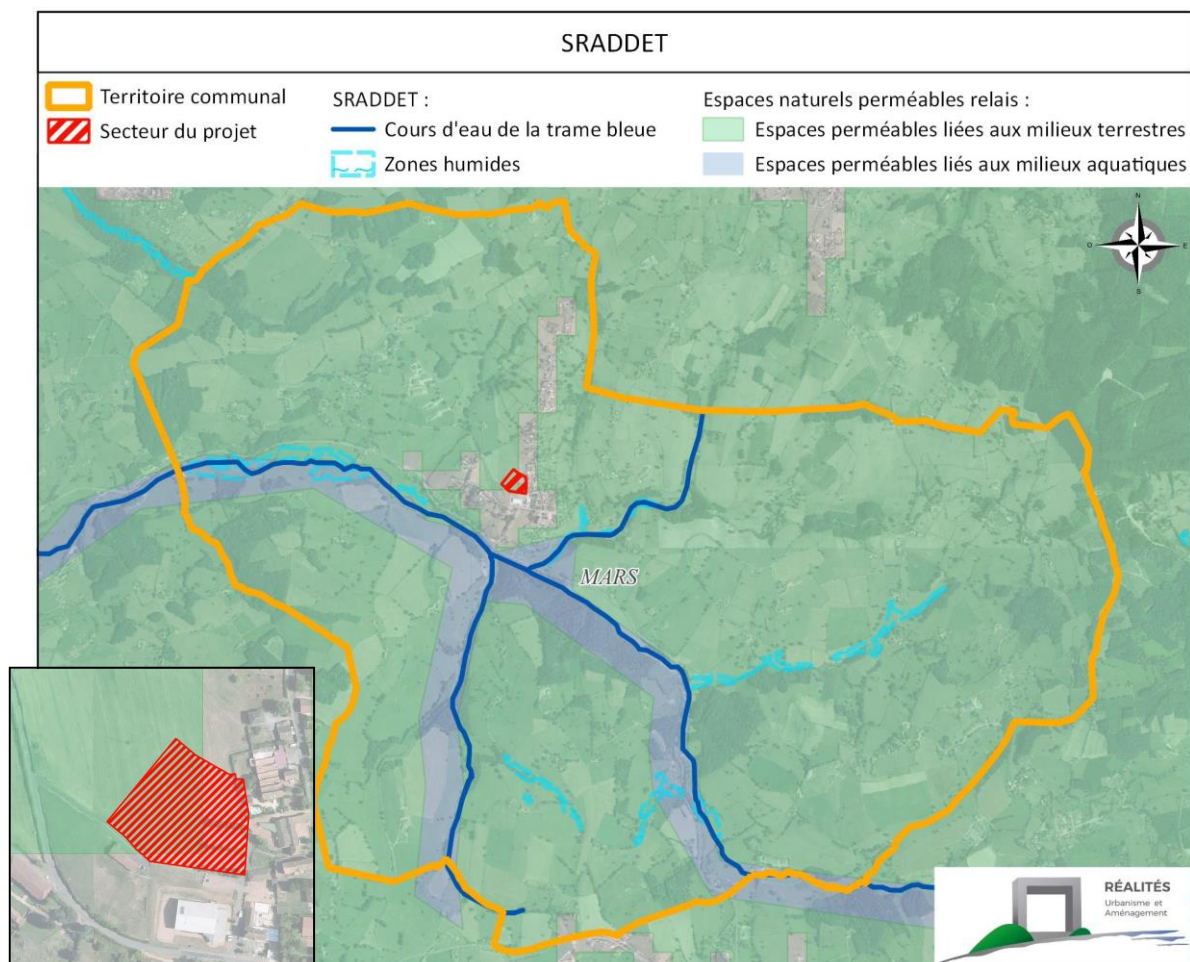 SRADDET
Territoire communal
Secteur du projet
SRADDET :
Cours d'eau de la trame bleue
Zones humides
Espaces naturels perméables relais :
Espaces perméables liées aux milieux terrestres
Espaces perméables liés aux milieux aquatiques
N
O
E
S
MARS
RÉALITÉS
Urbanisme et
Aménagement